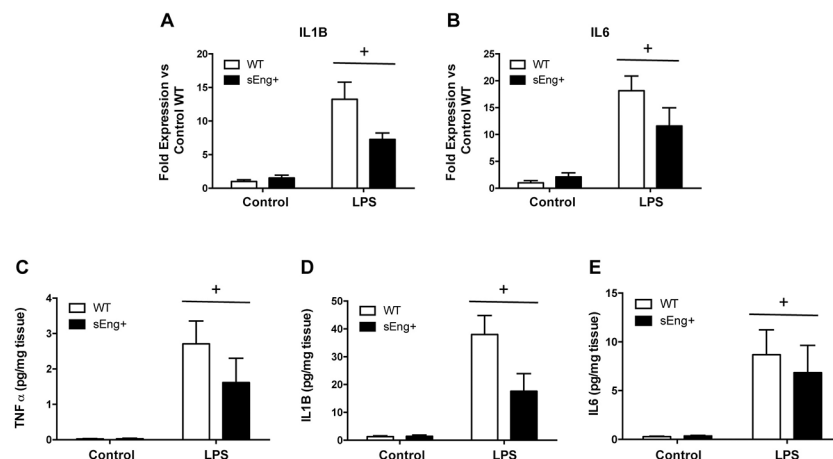 A
IL1B
Fold Expression vs
Control WT
20
15
10
5
0
WT
sEng+
+
Control
LPS
B
IL6
Fold Expression vs
Control WT
25
20
15
10
5
0
WT
sEng+
+
Control
LPS
C
TNF α (pg/mg tissue)
4
3
2
1
0
WT
sEng+
+
Control
LPS
D
IL1B (pg/mg tissue)
50
40
30
20
10
0
WT
sEng+
+
Control
LPS
E
IL6 (pg/mg tissue)
15
10
5
0
WT
sEng+
+
Control
LPS